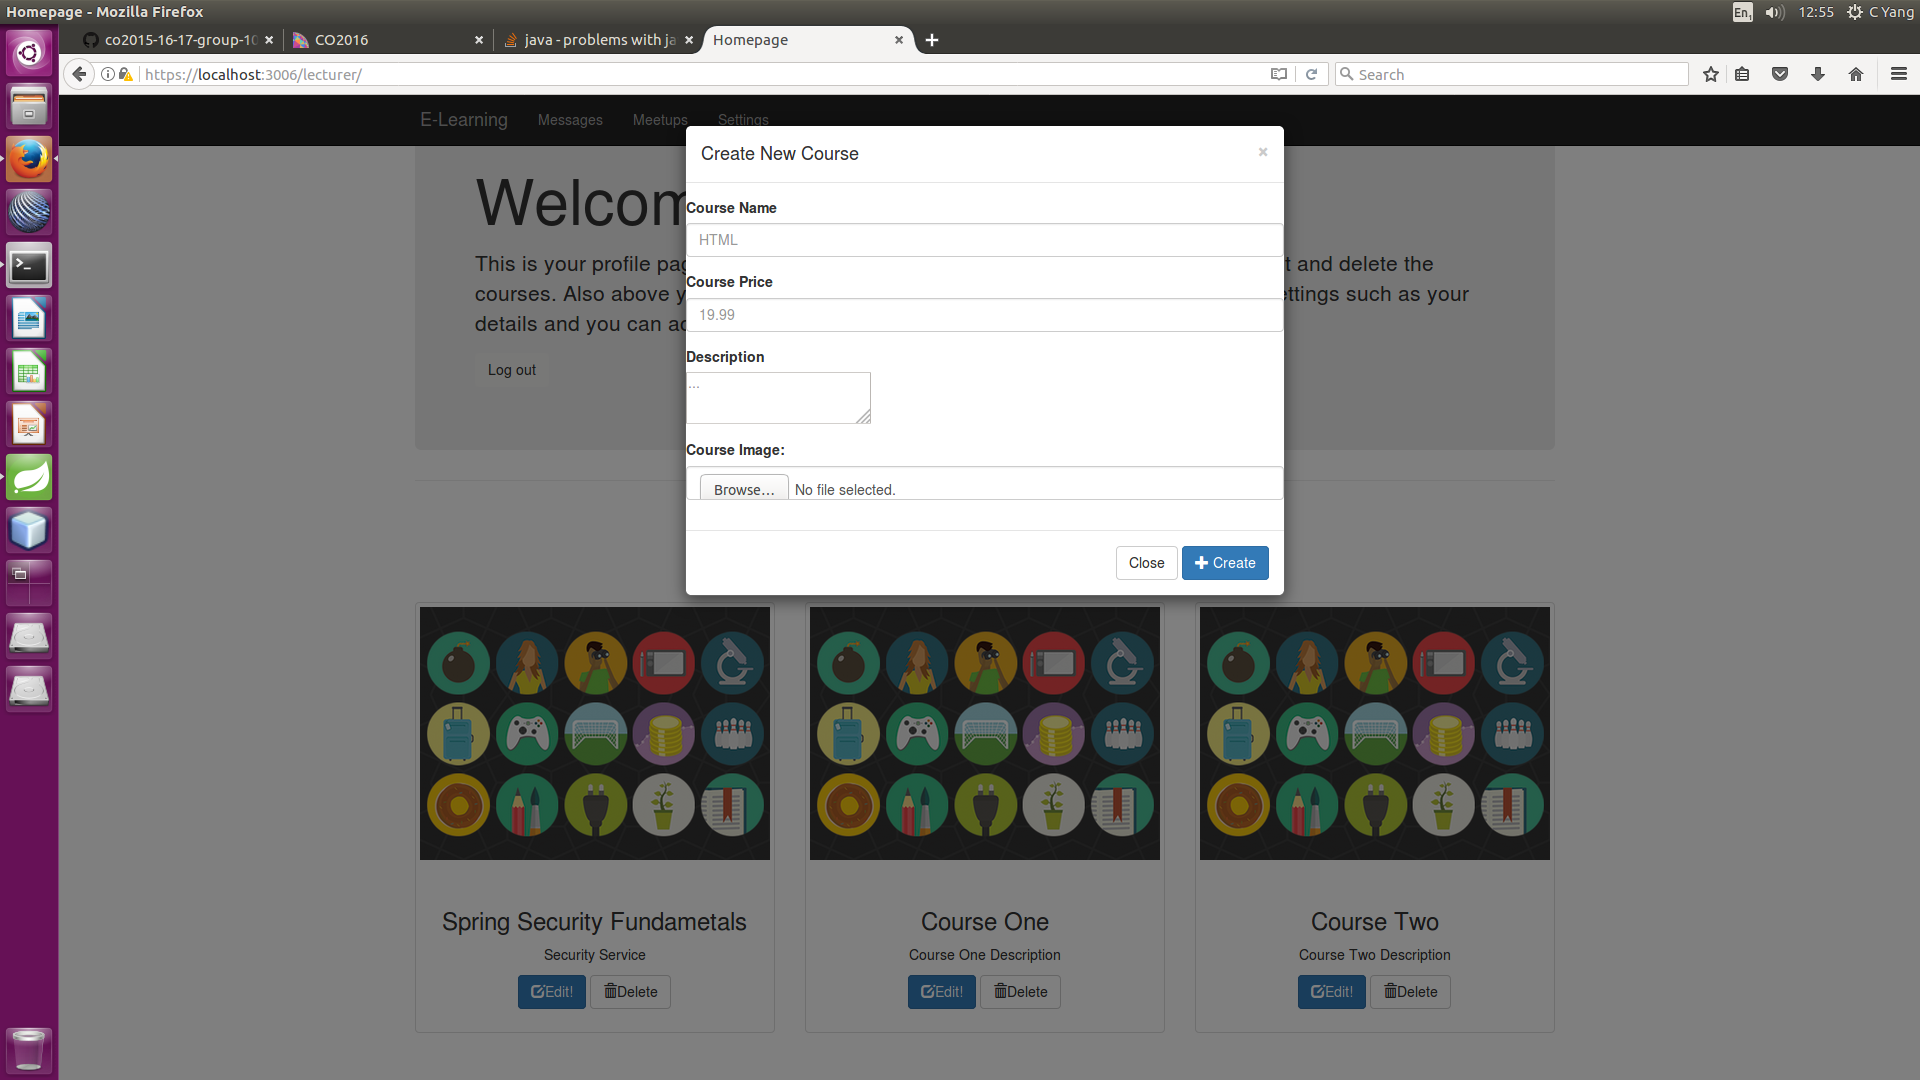 Homepage - Mozilla Firefox
En1
12:55
C Yang
co2015-16-17-group-10
CO2016
java - problems with ja
Homepage
https://localhost:3006/lecturer/
Search
E-Learning
Messages
Meetups
Settings
Create New Course
×
Welcom
Course Name
HTML
This is your profile pag
t and delete the
Course Price
courses. Also above y
ttings such as your
19.99
details and you can ac
Description
Log out
...
Course Image:
Browse...
No file selected.
Close
Create
Spring Security Fundametals
Course One
Course Two
Security Service
Course One Description
Course Two Description
Edit!
Delete
Edit!
Delete
Edit!
Delete